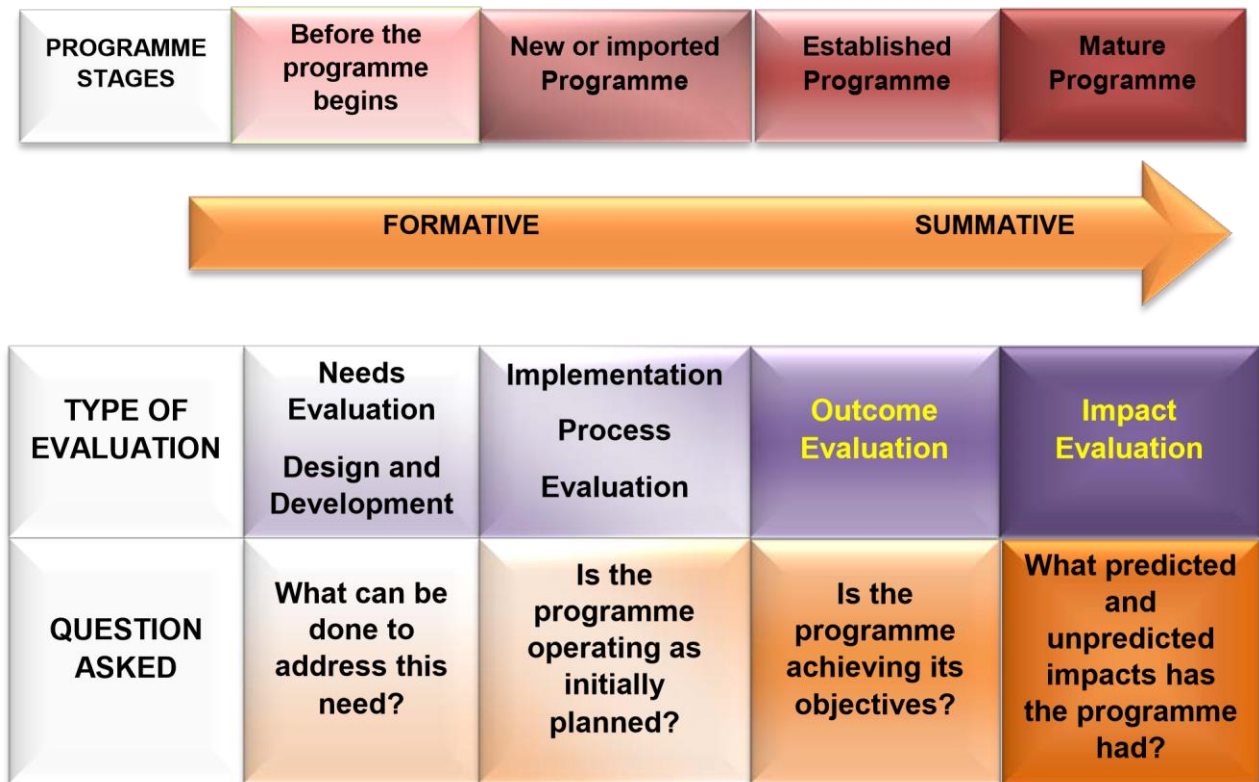 PROGRAMME
STAGES
Before the
programme
begins
New or imported
Programme
Established
Programme
Mature
Programme
FORMATIVE
SUMMATIVE
TYPE OF
EVALUATION
Needs
Evaluation
Design and
Development
Implementation
Process
Evaluation
Outcome
Evaluation
Impact
Evaluation
QUESTION
ASKED
What can be
done to
address this
need?
Is the
programme
operating as
initially
planned?
Is the
programme
achieving its
objectives?
What predicted
and
unpredicted
impacts has
the programme
had?